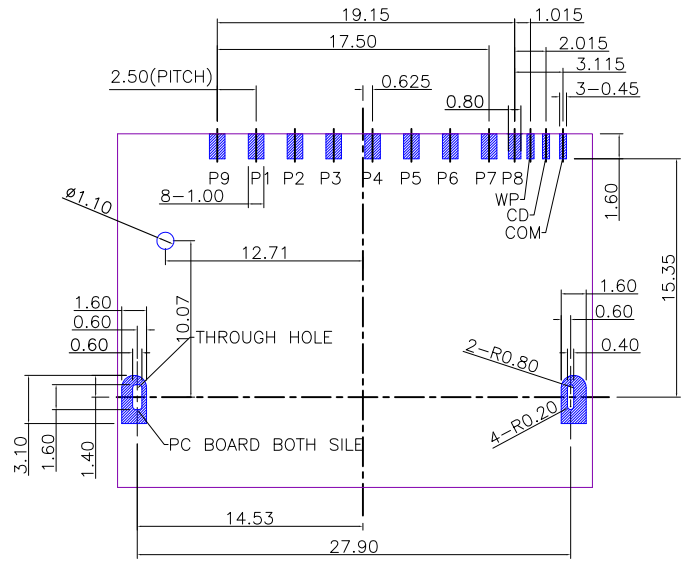 19.15
1.015
17.50
2.015
2.50(PITCH)
0.625
3.115
0.80
3-0.45
P9 P1 P2 P3 P4 P5 P6 P7 P8
WP
CD
COM
8-1.00
1.60
ø1.10
12.71
15.35
10.07
1.60
0.60
0.60
1.60
0.60
0.40
THROUGH HOLE
2-R0.80
4-R0.20
PC BOARD BOTH SILE
3.10
1.60
1.40
14.53
27.90